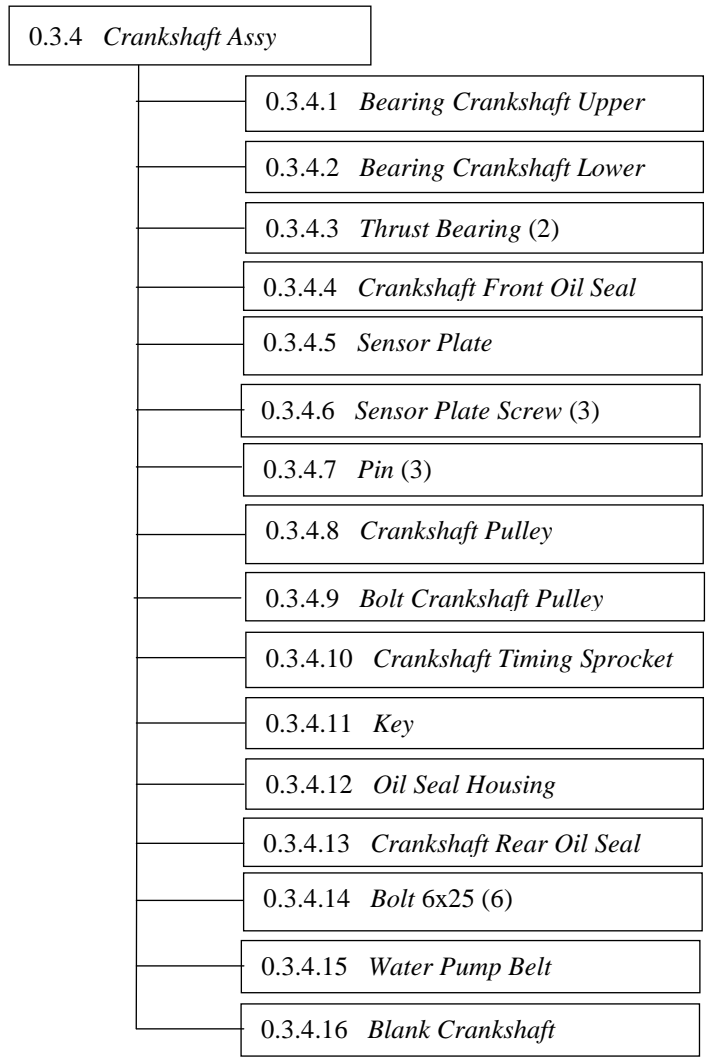 0.3.4 Crankshaft Assy
0.3.4.1 Bearing Crankshaft Upper
0.3.4.2 Bearing Crankshaft Lower
0.3.4.3 Thrust Bearing (2)
0.3.4.4 Crankshaft Front Oil Seal
0.3.4.5 Sensor Plate
0.3.4.6 Sensor Plate Screw (3)
0.3.4.7 Pin (3)
0.3.4.8 Crankshaft Pulley
0.3.4.9 Bolt Crankshaft Pulley
0.3.4.10 Crankshaft Timing Sprocket
0.3.4.11 Key
0.3.4.12 Oil Seal Housing
0.3.4.13 Crankshaft Rear Oil Seal
0.3.4.14 Bolt 6x25 (6)
0.3.4.15 Water Pump Belt
0.3.4.16 Blank Crankshaft